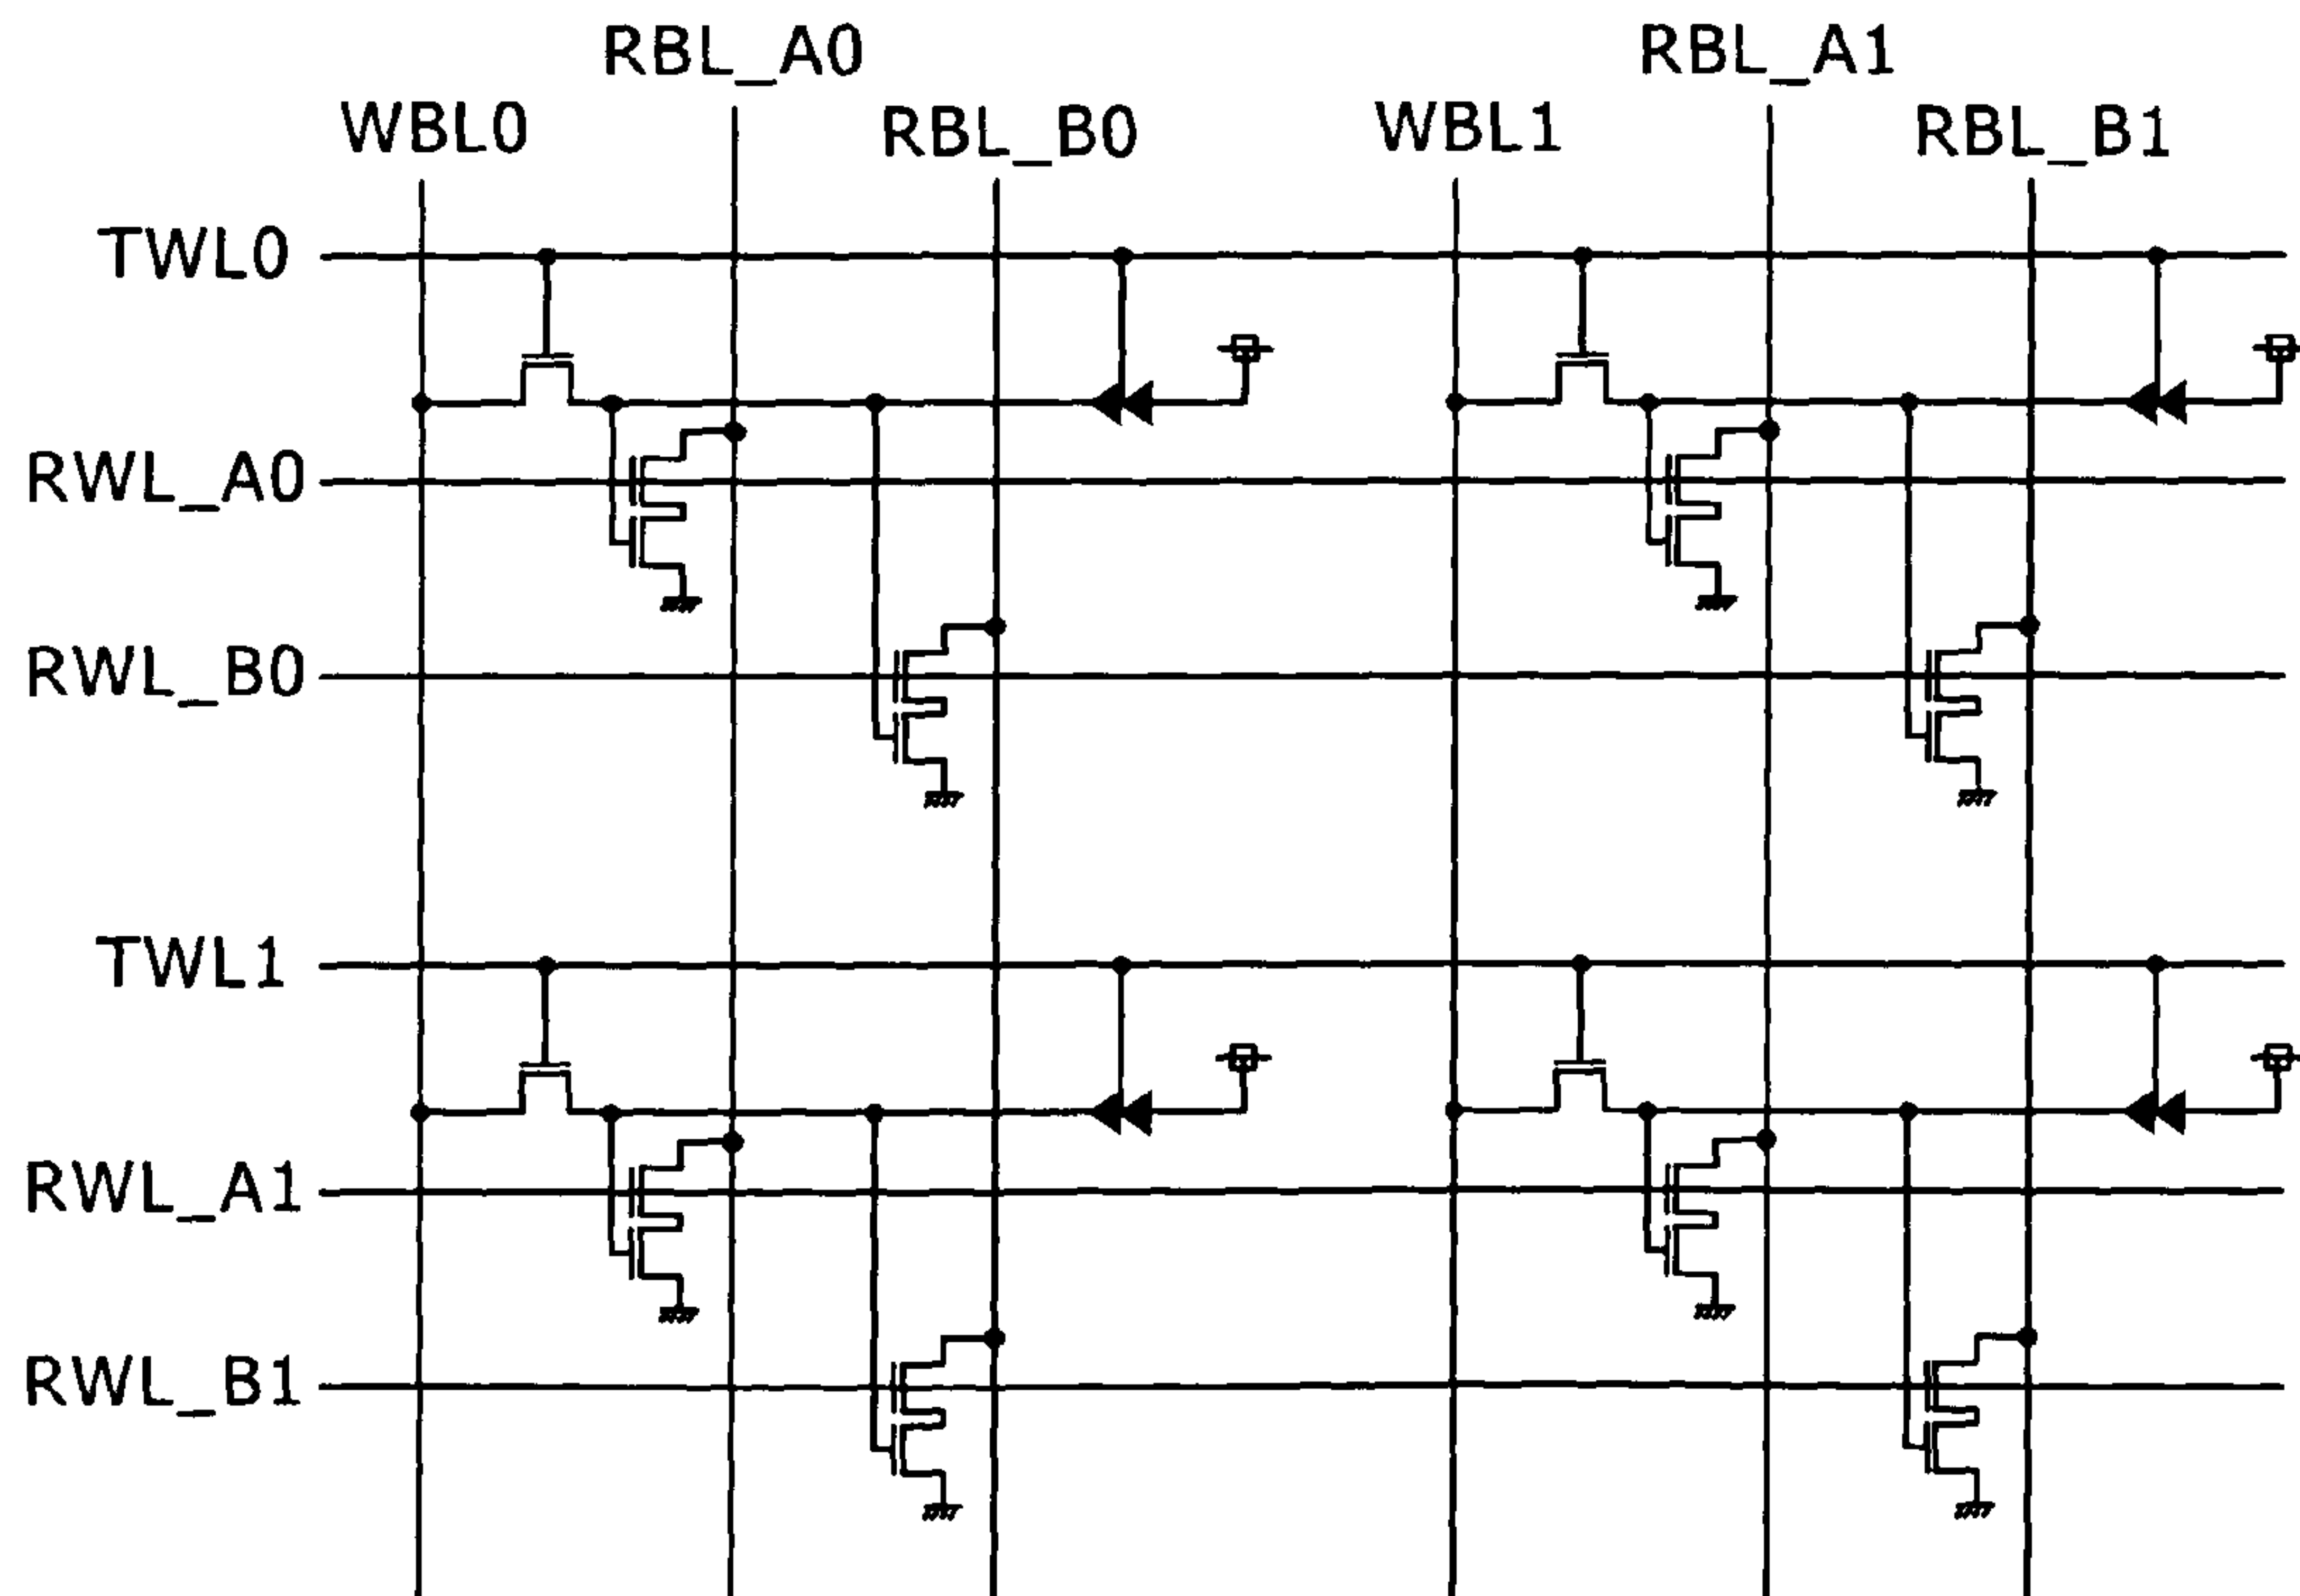 RBL_A0 RBL_A1
WBL0 RBL_B0 WBL1 RBL_B1
TWL0
RWL_A0
RWL_B0
TWL1
RWL_A1
RWL_B1